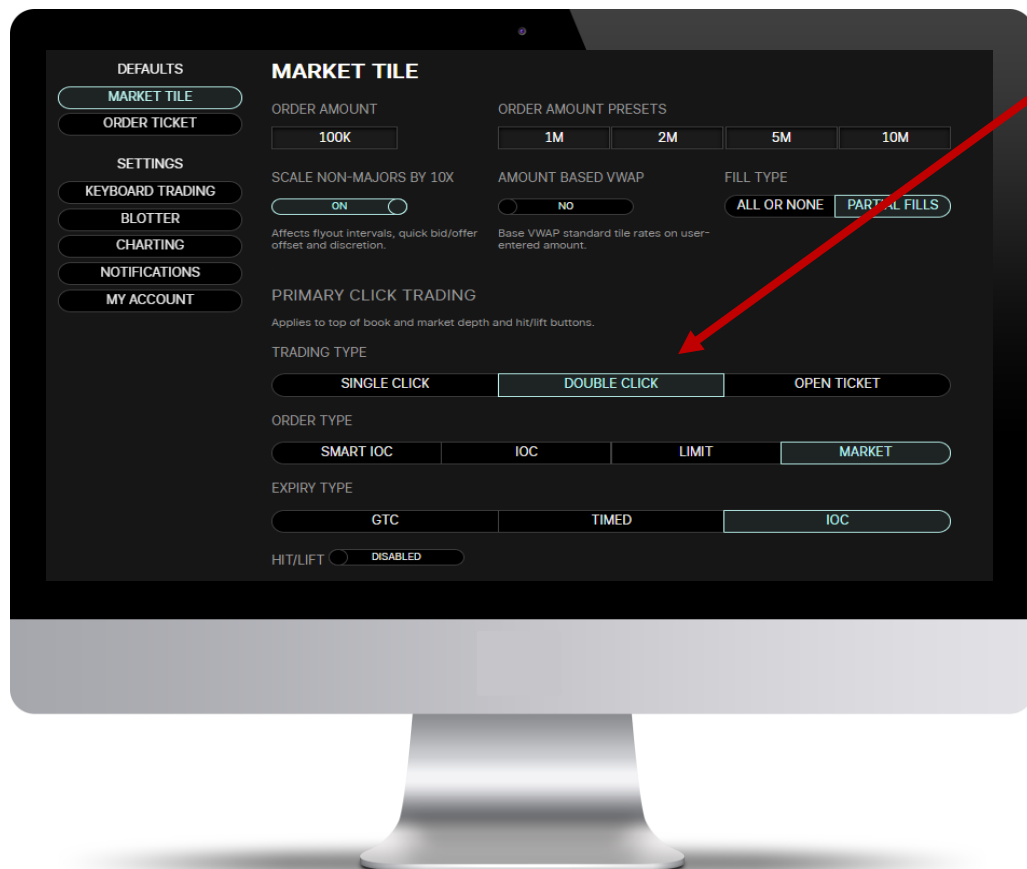 DEFAULTS
MARKET TILE
ORDER TICKET
SETTINGS
KEYBOARD TRADING
BLOTTER
CHARTING
NOTIFICATIONS
MY ACCOUNT
MARKET TILE
ORDER AMOUNT
100K
ORDER AMOUNT PRESETS
1M 2M 5M 10M
SCALE NON-MAJORS BY 10X
ON
Affects flyout intervals, quick bid/offer
offset and discretion.
AMOUNT BASED VWAP
NO
Base VWAP standard tile rates on user-
entered amount.
FILL TYPE
ALL OR NONE PARTIAL FILLS
PRIMARY CLICK TRADING
Applies to top of book and market depth and hit/lift buttons.
TRADING TYPE
SINGLE CLICK DOUBLE CLICK OPEN TICKET
ORDER TYPE
SMART IOC IOC LIMIT MARKET
EXPIRY TYPE
GTC TIMED IOC
HIT/LIFT DISABLED